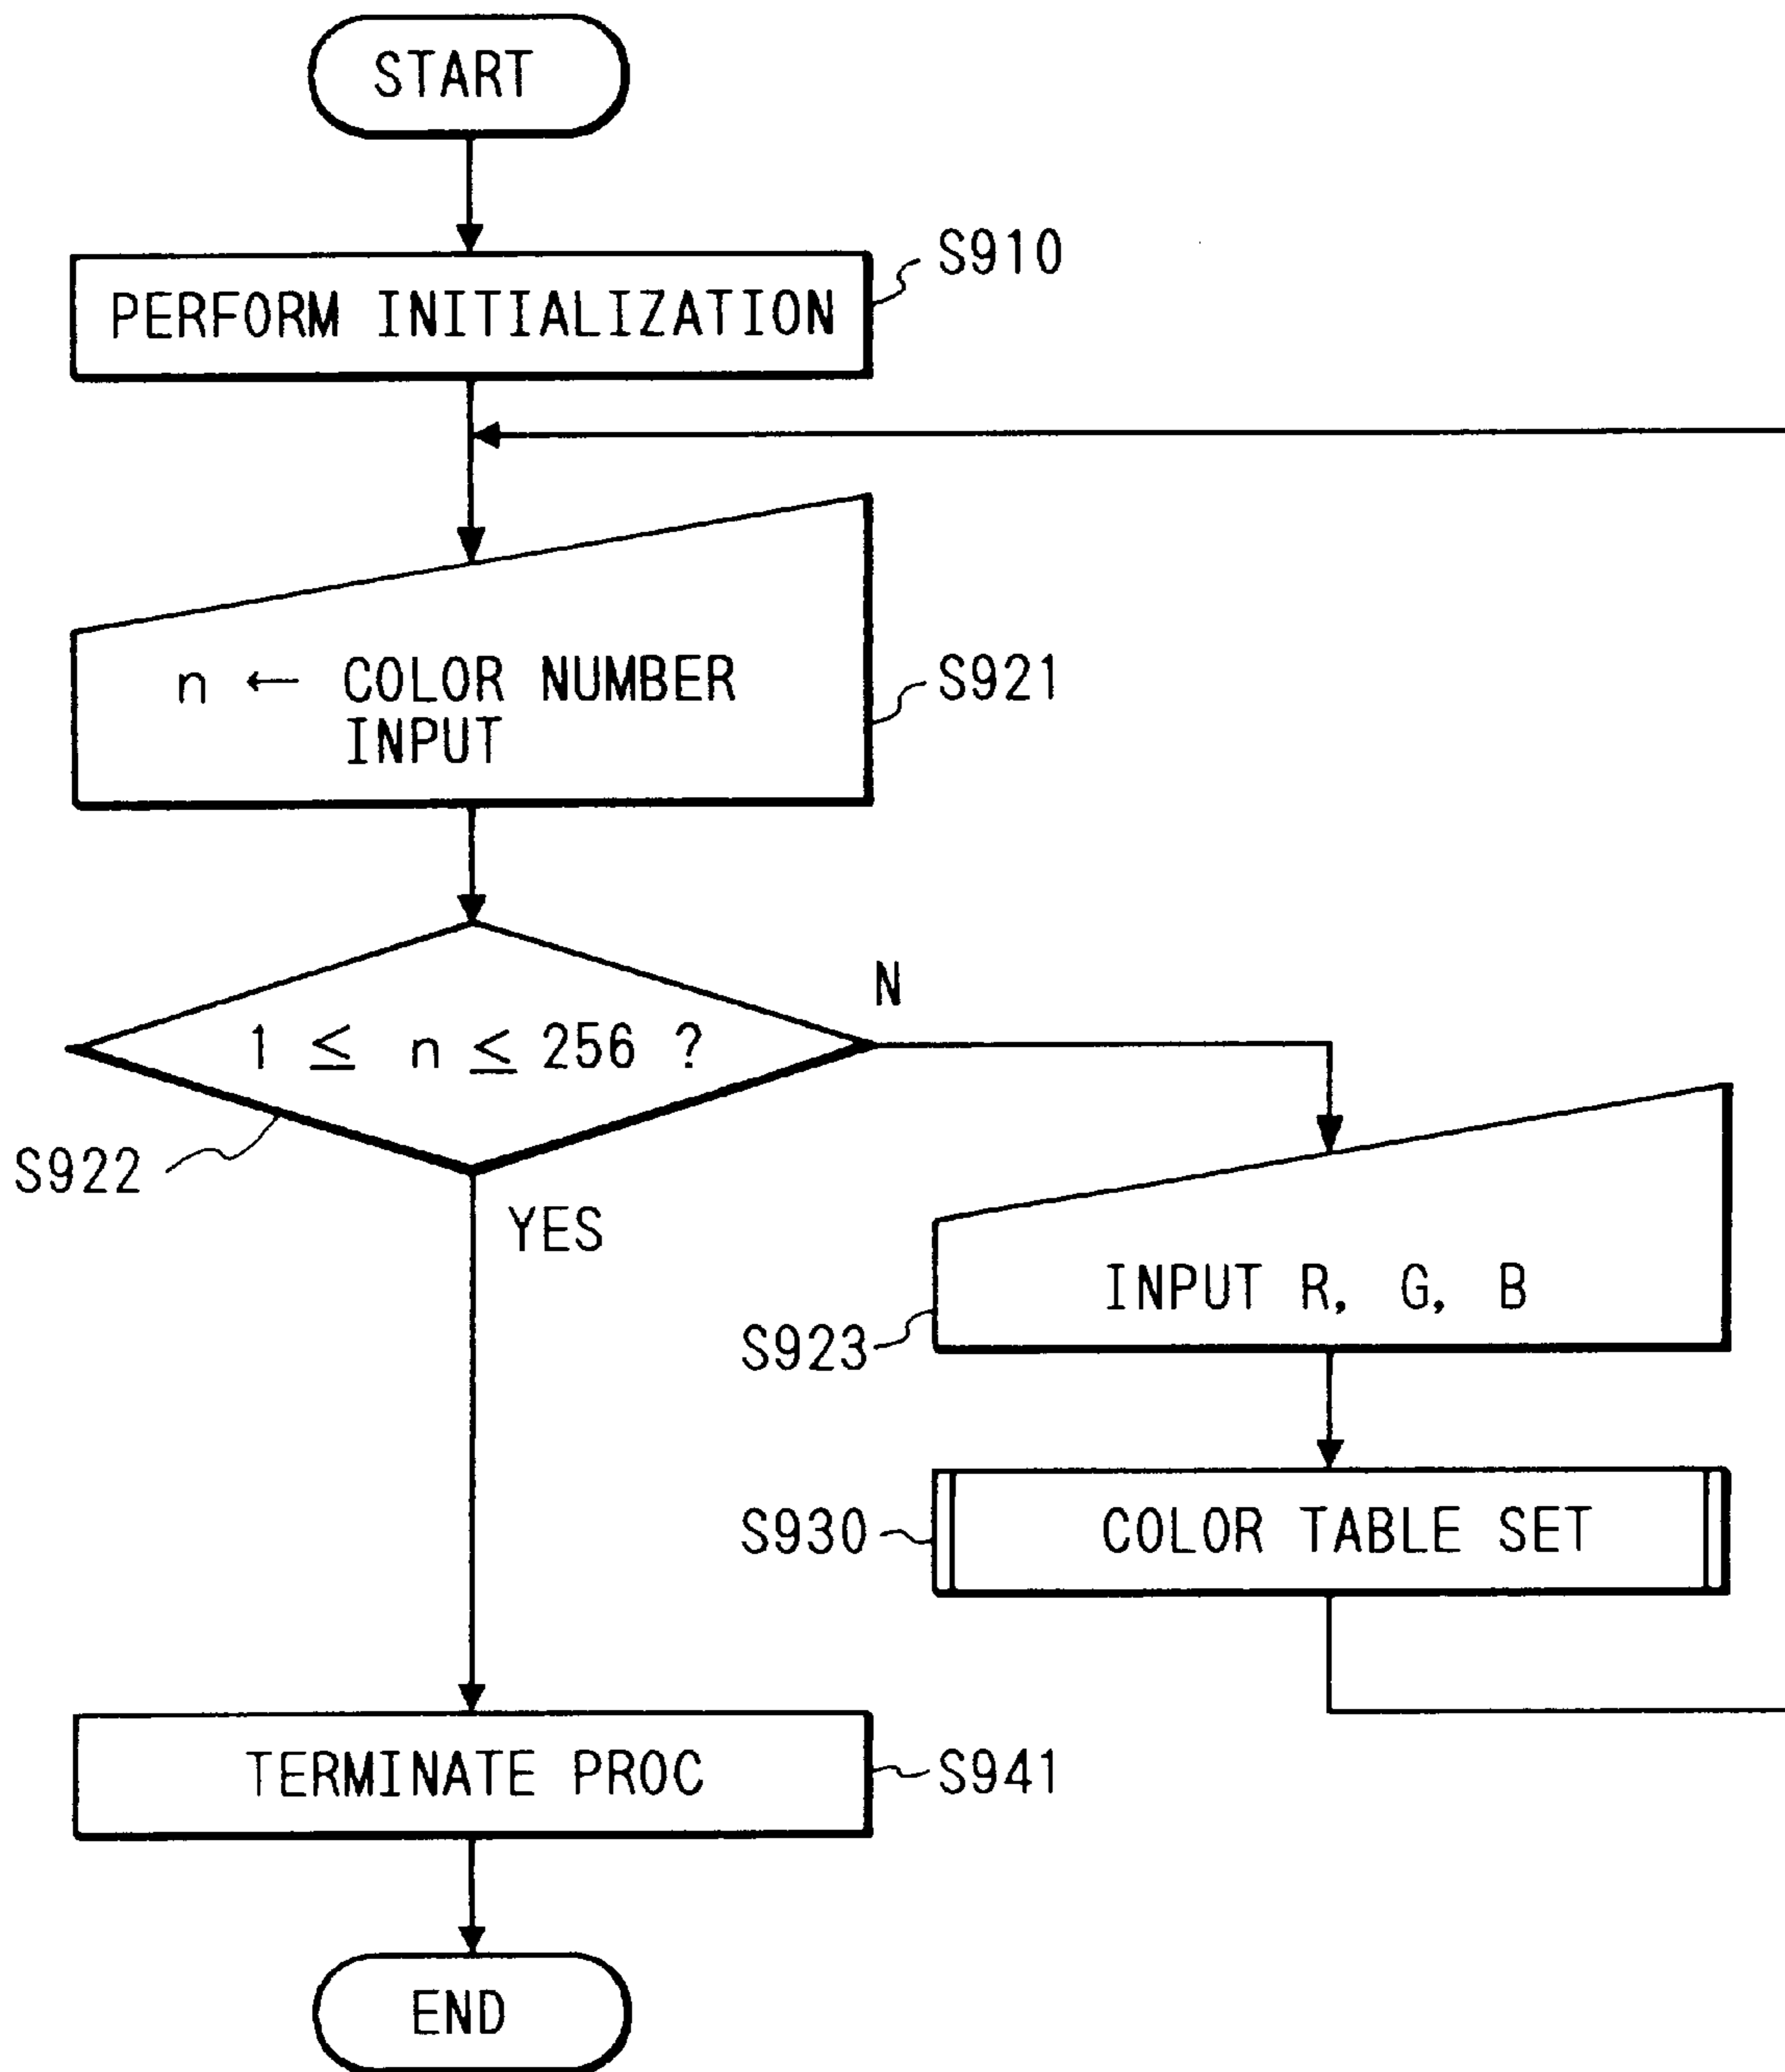 START
PERFORM INITIALIZATION
S910
n ← COLOR NUMBER
INPUT
S921
1 ≤ n ≤ 256 ?
N
S922
YES
INPUT R, G, B
S923
COLOR TABLE SET
S930
TERMINATE PROC
S941
END